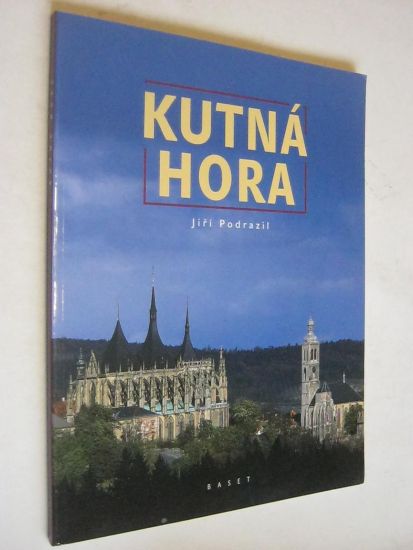 KUTNÁ
HORA
Jiří Podrazil
BASET